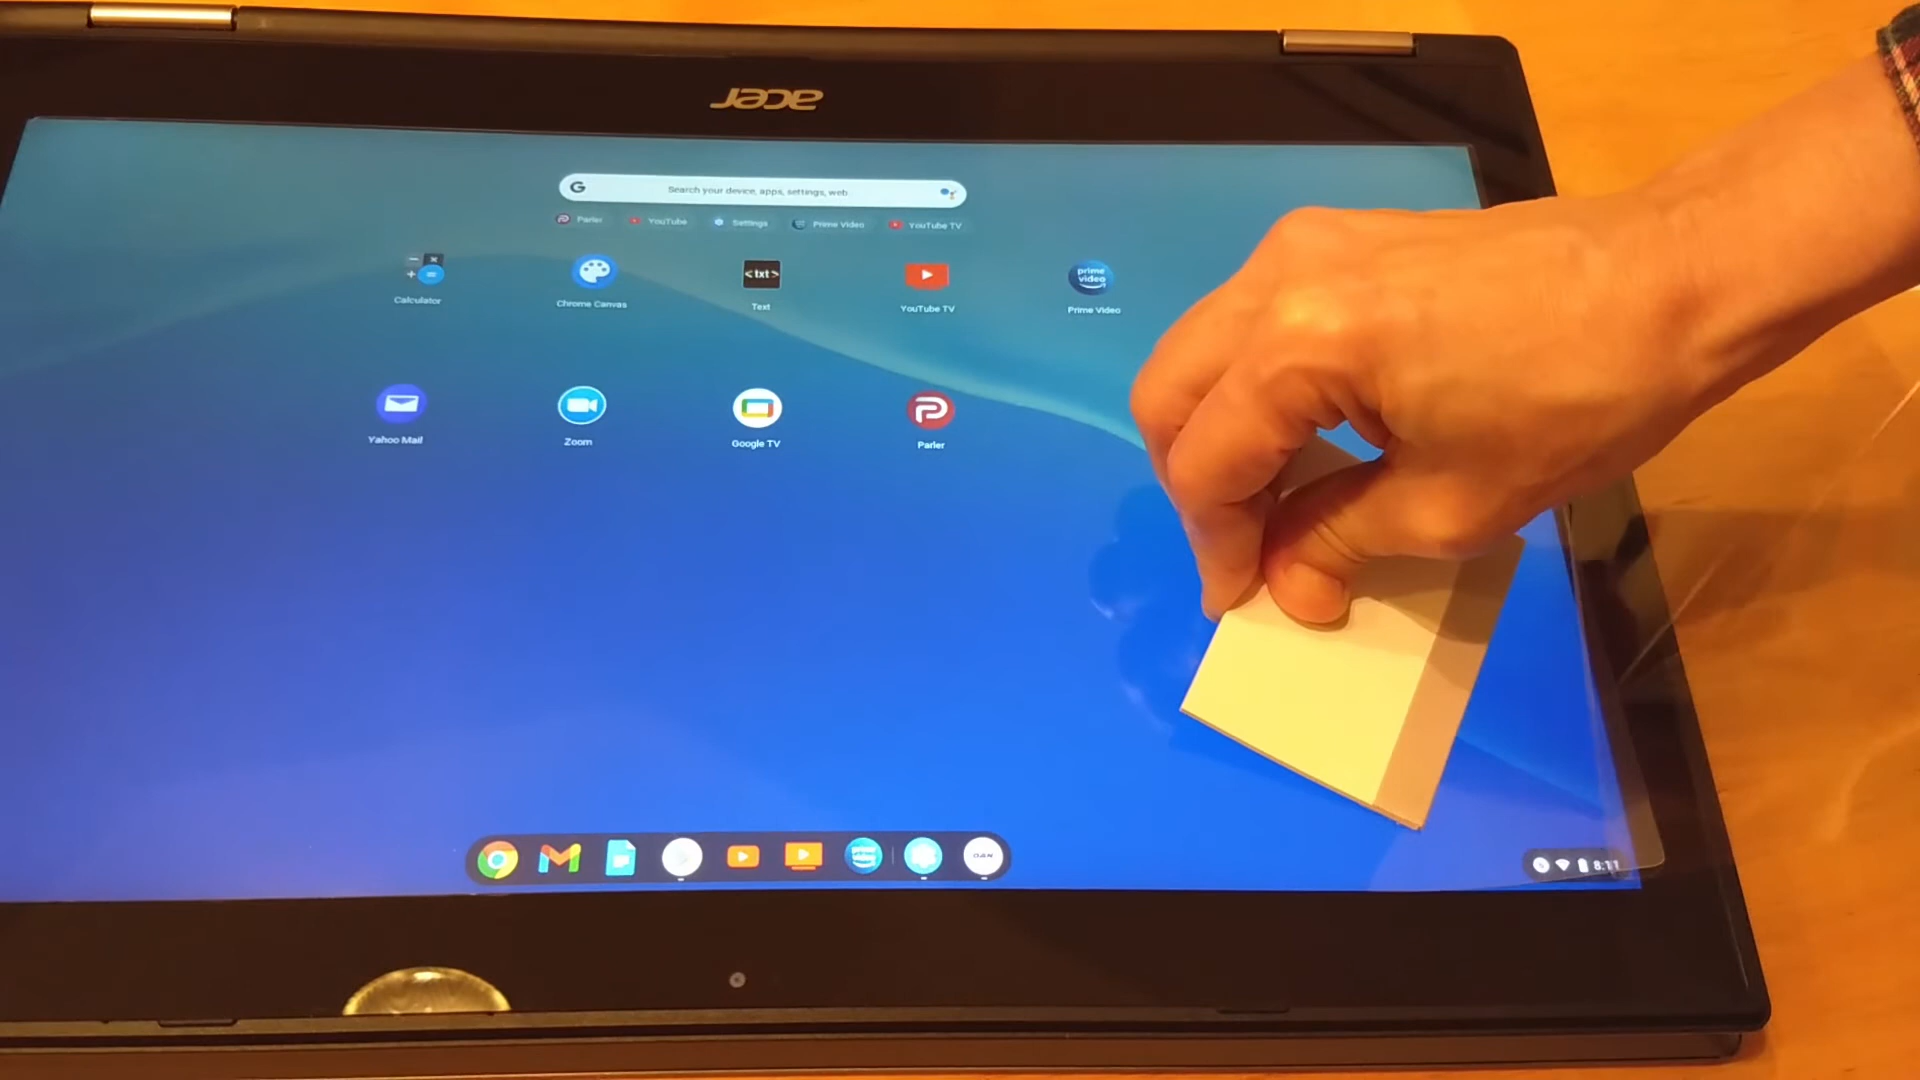 acer
Search your device, apps, settings, web
Parler YouTube Settings Prime Video YouTube TV
<txt>
prime video
Calculator Chrome Canvas Text YouTube TV Prime Video
Yahoo Mail Zoom Google TV Parler
8:11